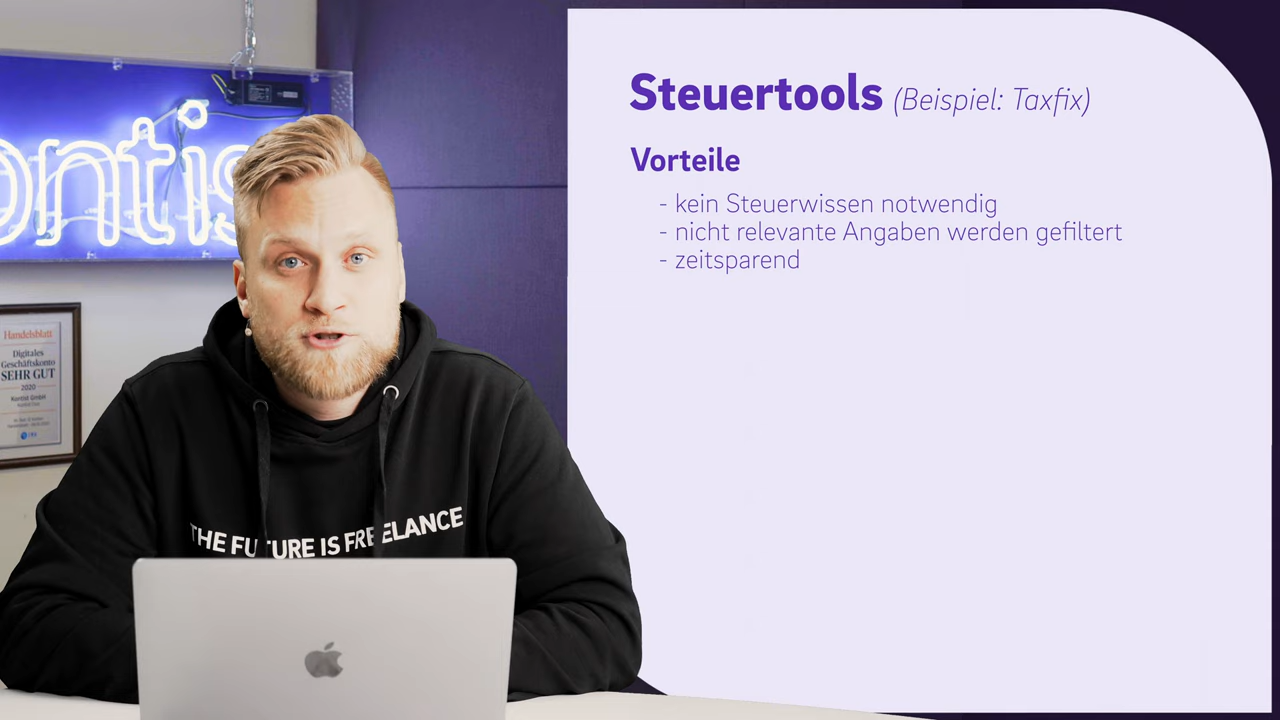 Steuertools (Beispiel: Taxfix)
Vorteile
- kein Steuerwissen notwendig
- nicht relevante Angaben werden gefiltert
- zeitsparend
ontis
Handelsblatt
Digitales
Geschäftskonto
SEHR GUT
2020
Kontist GmbH
THE FUTURE IS FREELANCE